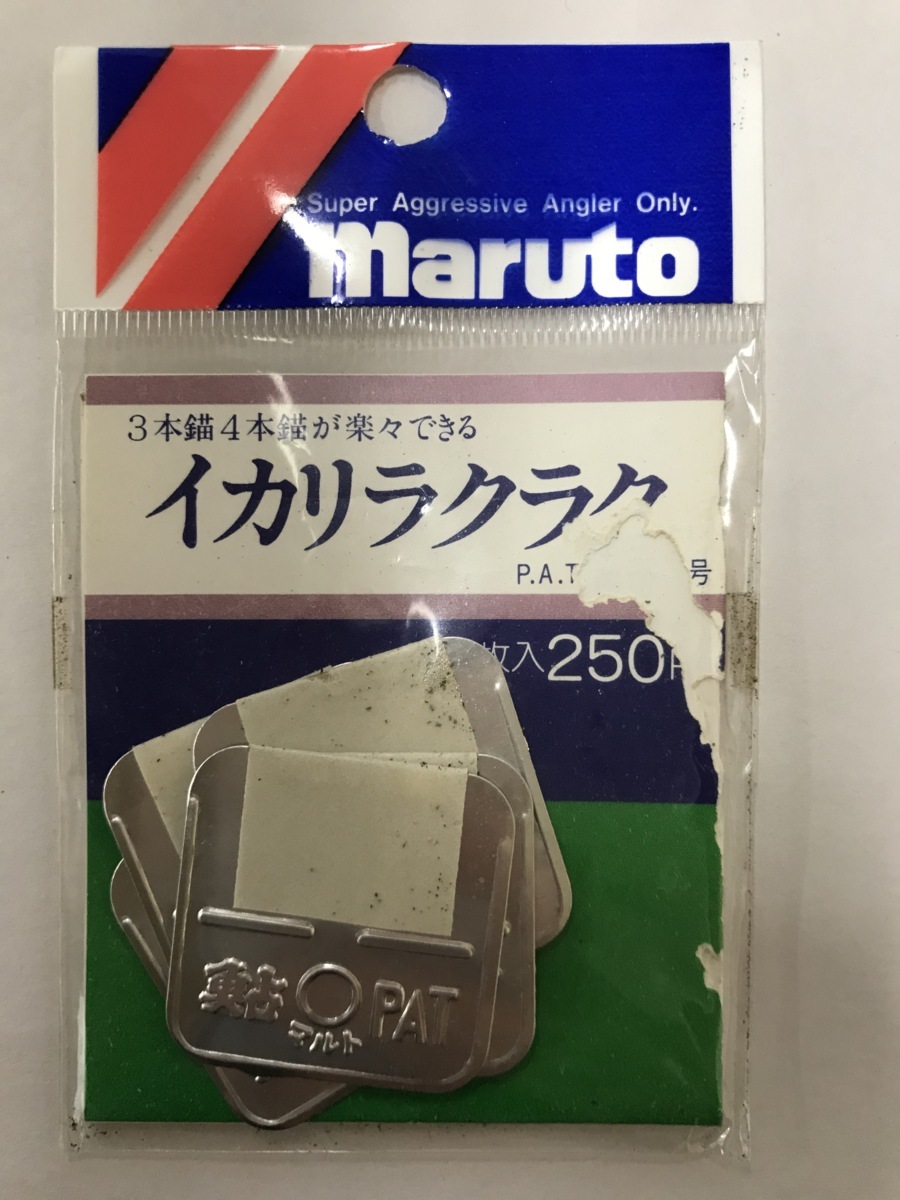 Super Aggressive Angler Only.
maruto
3本錨4本錨が楽々できる
イカリラクラク
P.A.T 号
枚入250円
マルト
PAT